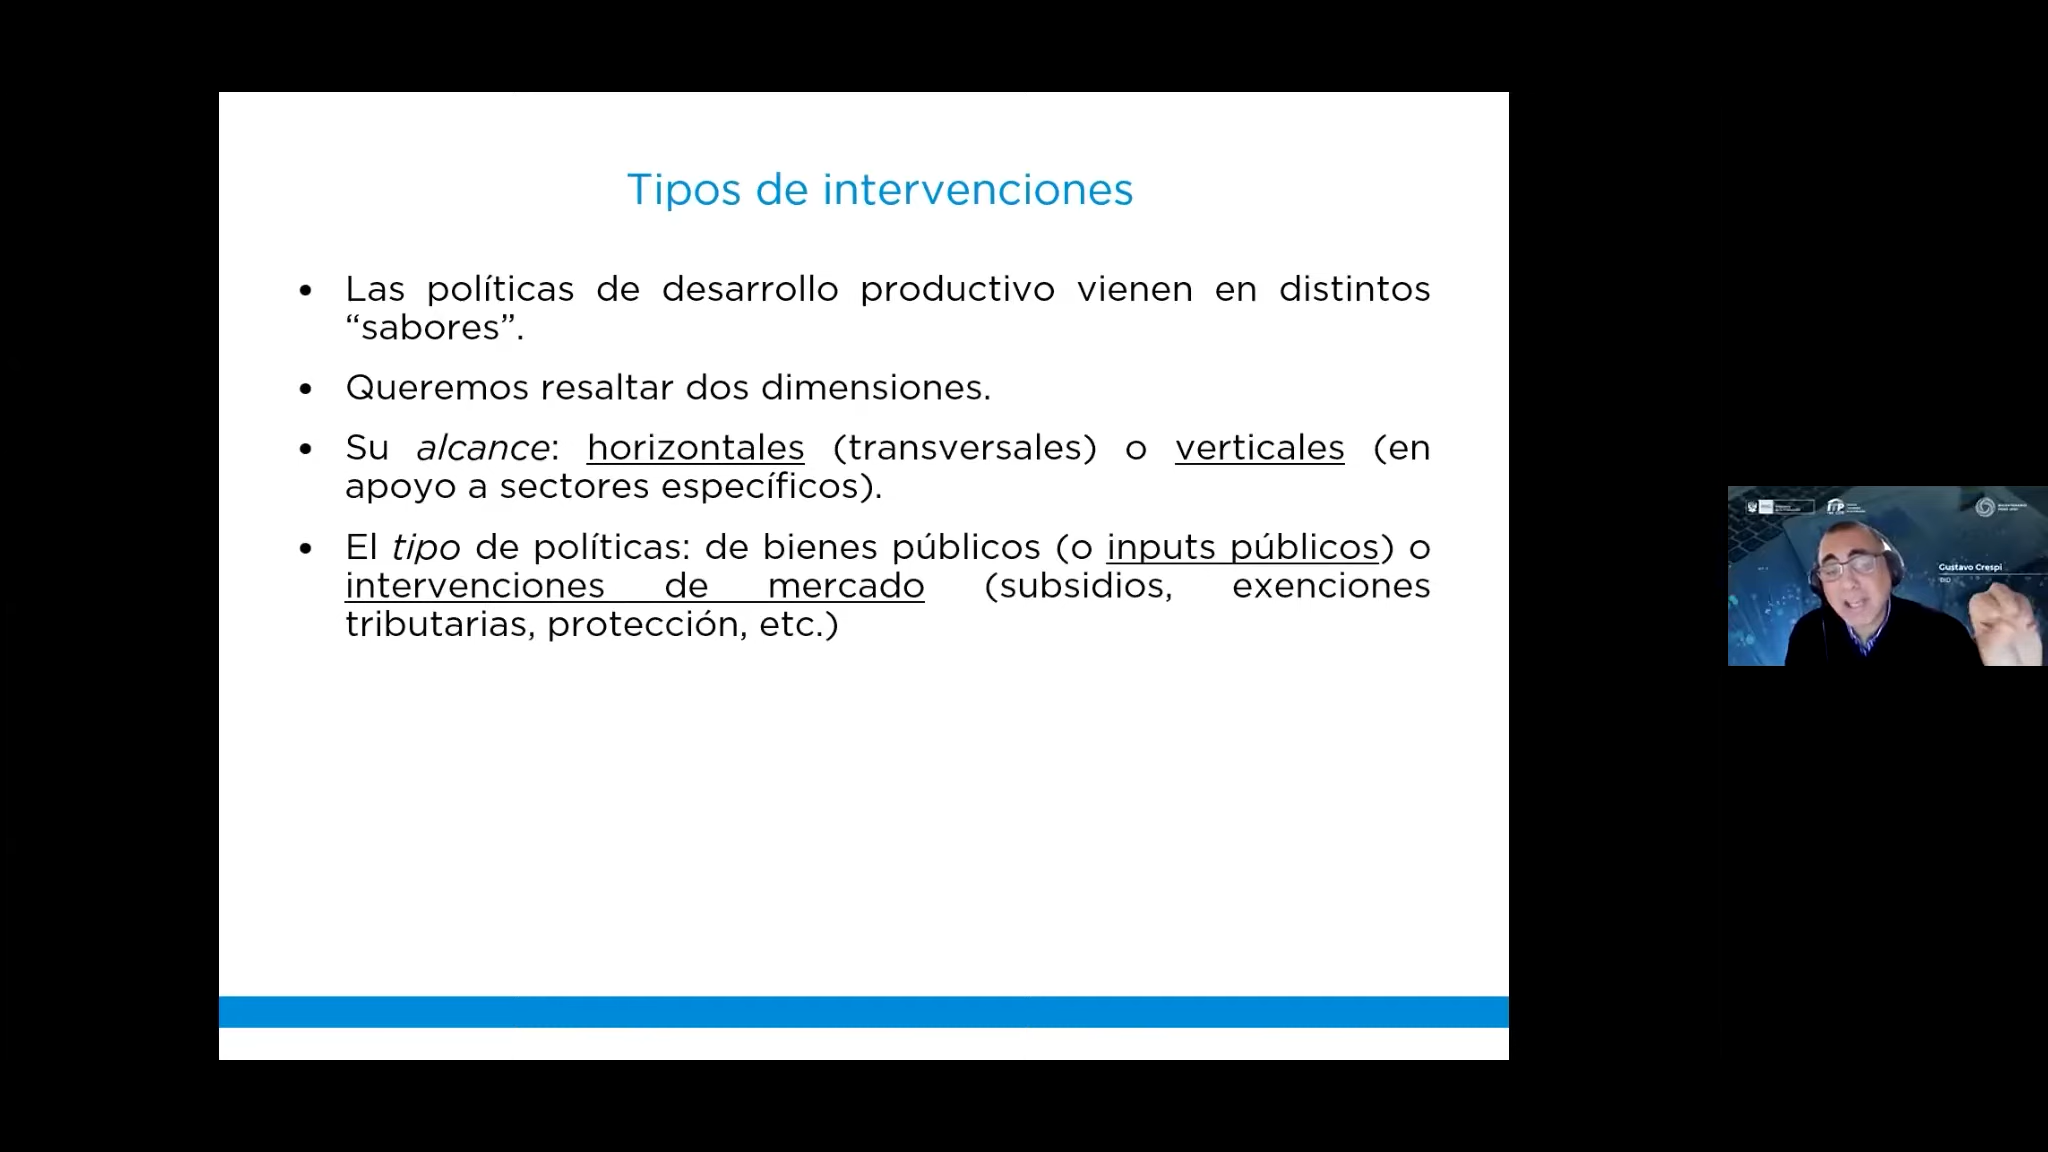 Tipos de intervenciones
• Las políticas de desarrollo productivo vienen en distintos
“sabores”.
• Queremos resaltar dos dimensiones.
• Su alcance: horizontales (transversales) o verticales (en
apoyo a sectores específicos).
• El tipo de políticas: de bienes públicos (o inputs públicos) o
intervenciones de mercado (subsidios, exenciones
tributarias, protección, etc.)
Gustavo Crespi
BID